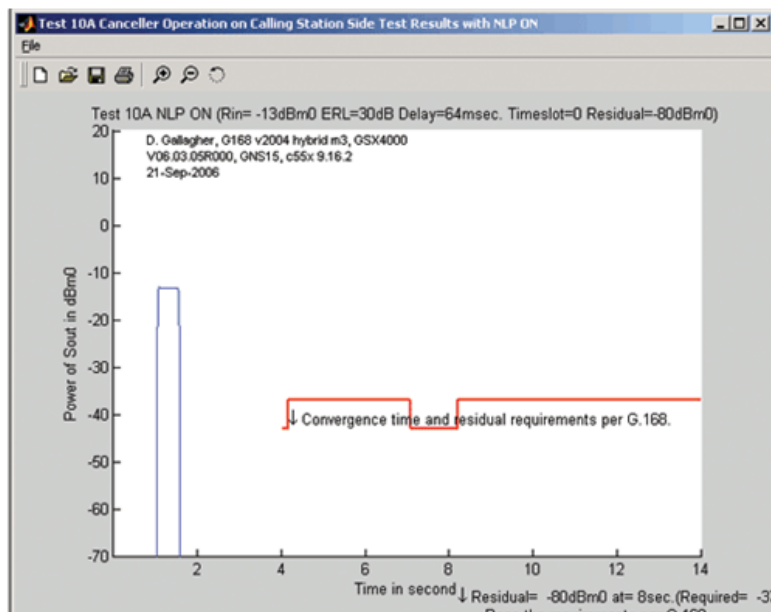 Test 10A Canceller Operation on Calling Station Side Test Results with NLP ON
File
Test 10A NLP ON (Rin= -13dBm0 ERL=30dB Delay=64msec. Timeslot=0 Residual=-80dBm0)
D. Gallagher, G168 v2004 hybrid m3, GSX4000
V06.03.05R000, GNS15, c55x 9.16.2
21-Sep-2006
20
10
0
-10
-20
-30
-40
-50
-60
-70
Power of Sout in dBm0
↓ Convergence time and residual requirements per G.168.
2
4
6
8
10
12
14
Time in second
↓ Residual= -80dBm0 at= 8sec.(Required= -3